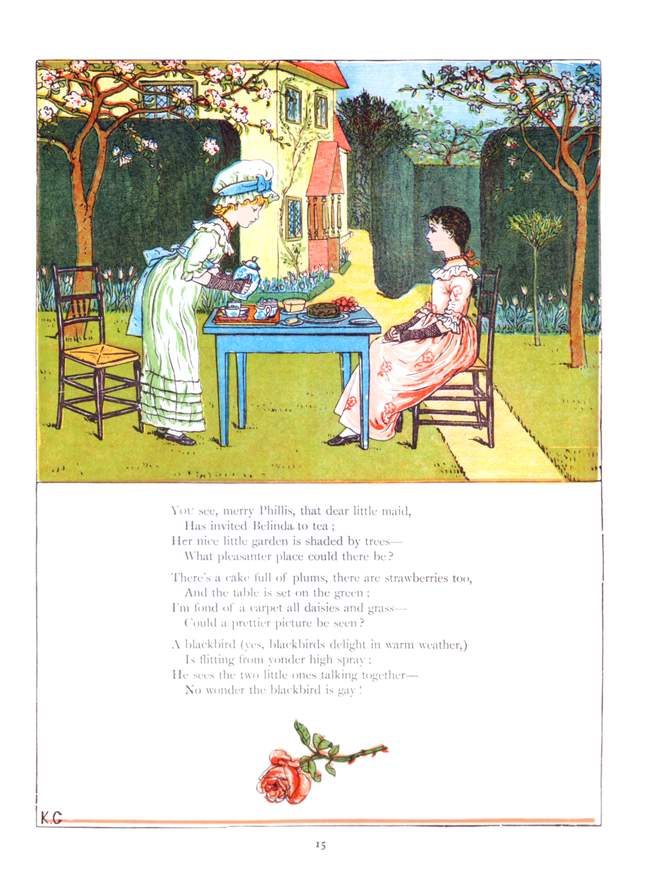 You see, merry Phillis, that dear little maid,
Has invited Belinda to tea;
Her nice little garden is shaded by trees—
What pleasanter place could there be?
There's a cake full of plums, there are strawberries too,
And the table is set on the green;
I'm fond of a carpet all daisies and grass—
Could a prettier picture be seen?
A blackbird (yes, blackbirds delight in warm weather,)
Is flitting from yonder high spray;
He sees the two little ones talking together—
No wonder the blackbird is gay!
K.G
15